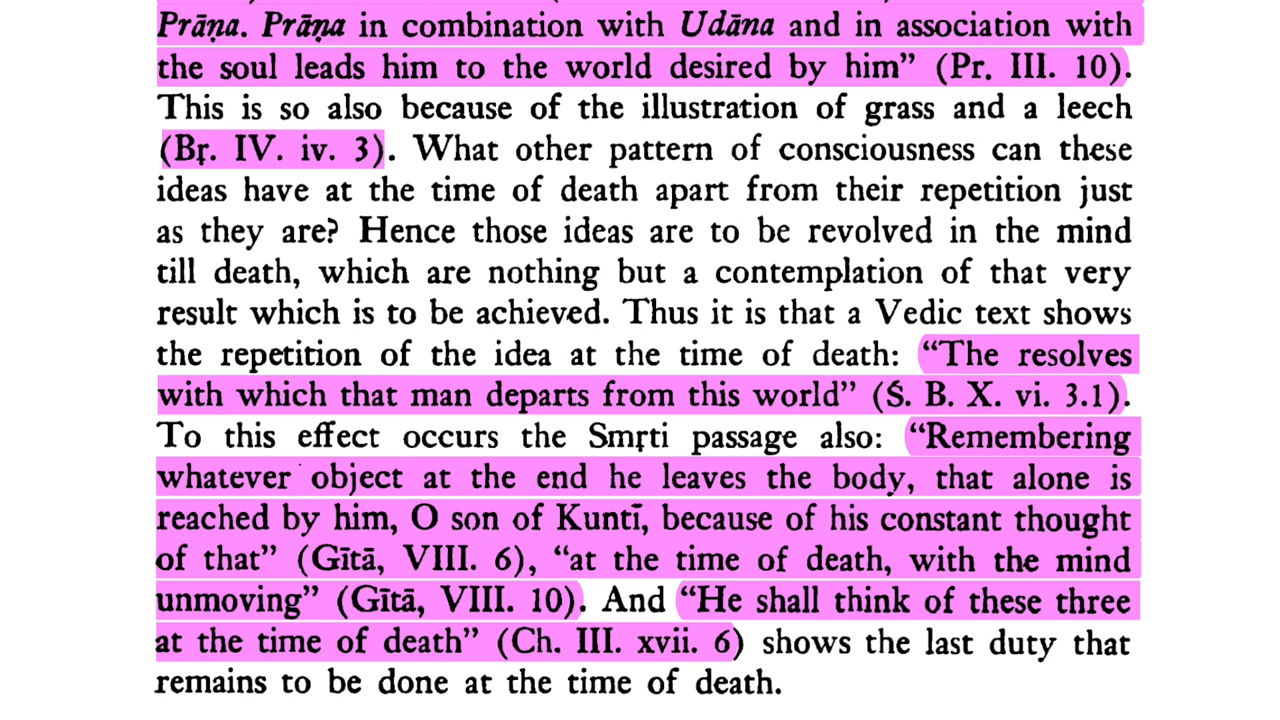 Prāṇa. Prāṇa in combination with Udāna and in association with
the soul leads him to the world desired by him” (Pr. III. 10).
This is so also because of the illustration of grass and a leech
(Bṛ. IV. iv. 3). What other pattern of consciousness can these
ideas have at the time of death apart from their repetition just
as they are? Hence those ideas are to be revolved in the mind
till death, which are nothing but a contemplation of that very
result which is to be achieved. Thus it is that a Vedic text shows
the repetition of the idea at the time of death: “The resolves
with which that man departs from this world” (Ś. B. X. vi. 3.1).
To this effect occurs the Smṛti passage also: “Remembering
whatever object at the end he leaves the body, that alone is
reached by him, O son of Kuntī, because of his constant thought
of that” (Gītā, VIII. 6), “at the time of death, with the mind
unmoving” (Gītā, VIII. 10). And “He shall think of these three
at the time of death” (Ch. III. xvii. 6) shows the last duty that
remains to be done at the time of death.